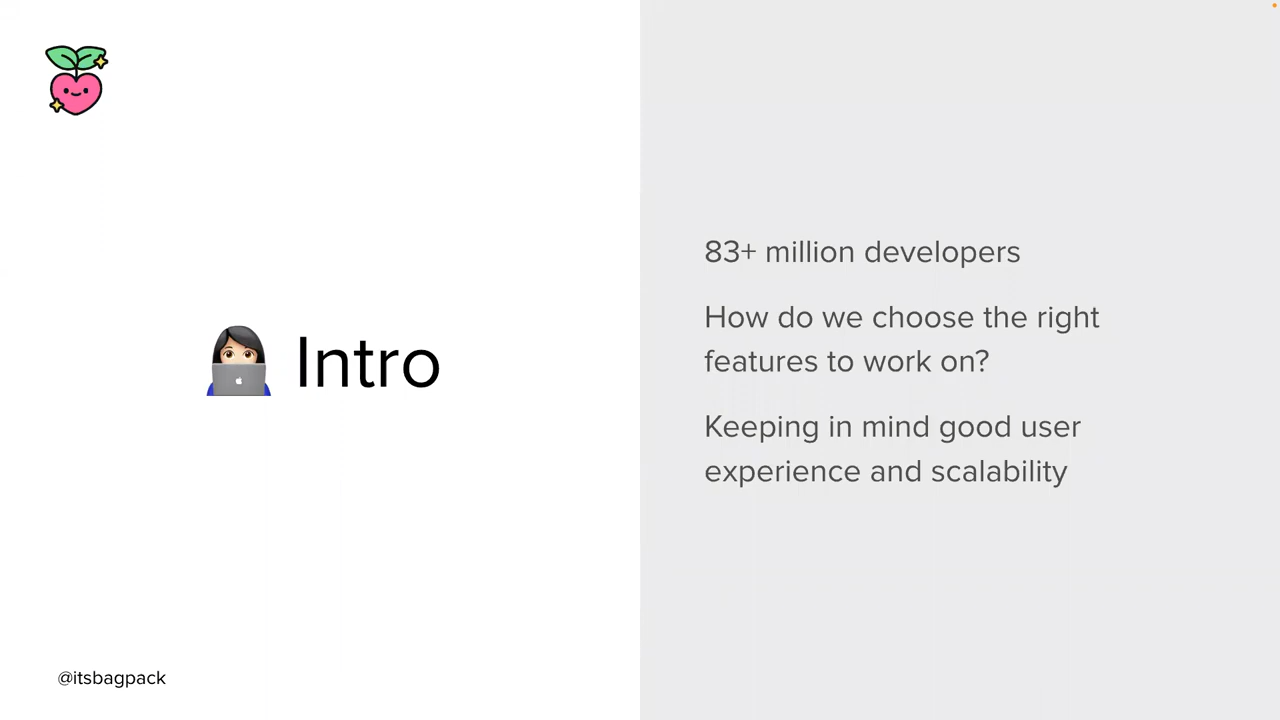 Intro
83+ million developers
How do we choose the right
features to work on?
Keeping in mind good user
experience and scalability
@itsbagpack